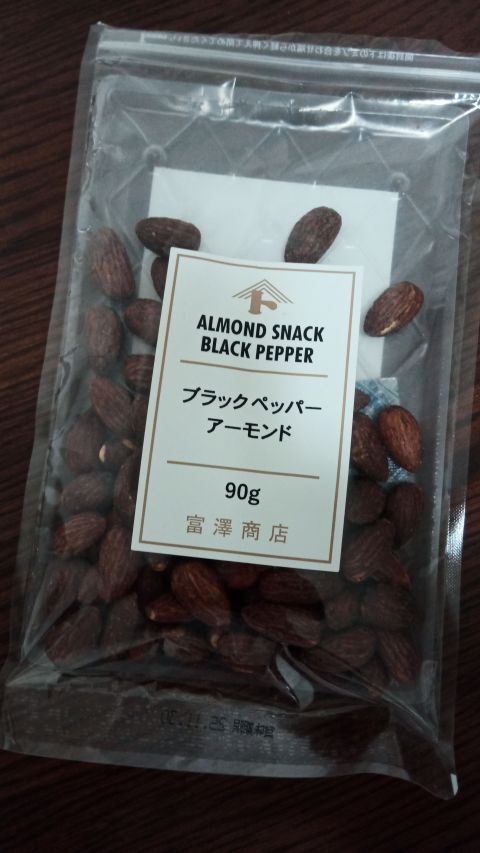 ト
ALMOND SNACK
BLACK PEPPER
ブラックペッパー
アーモンド
90g
富澤商店